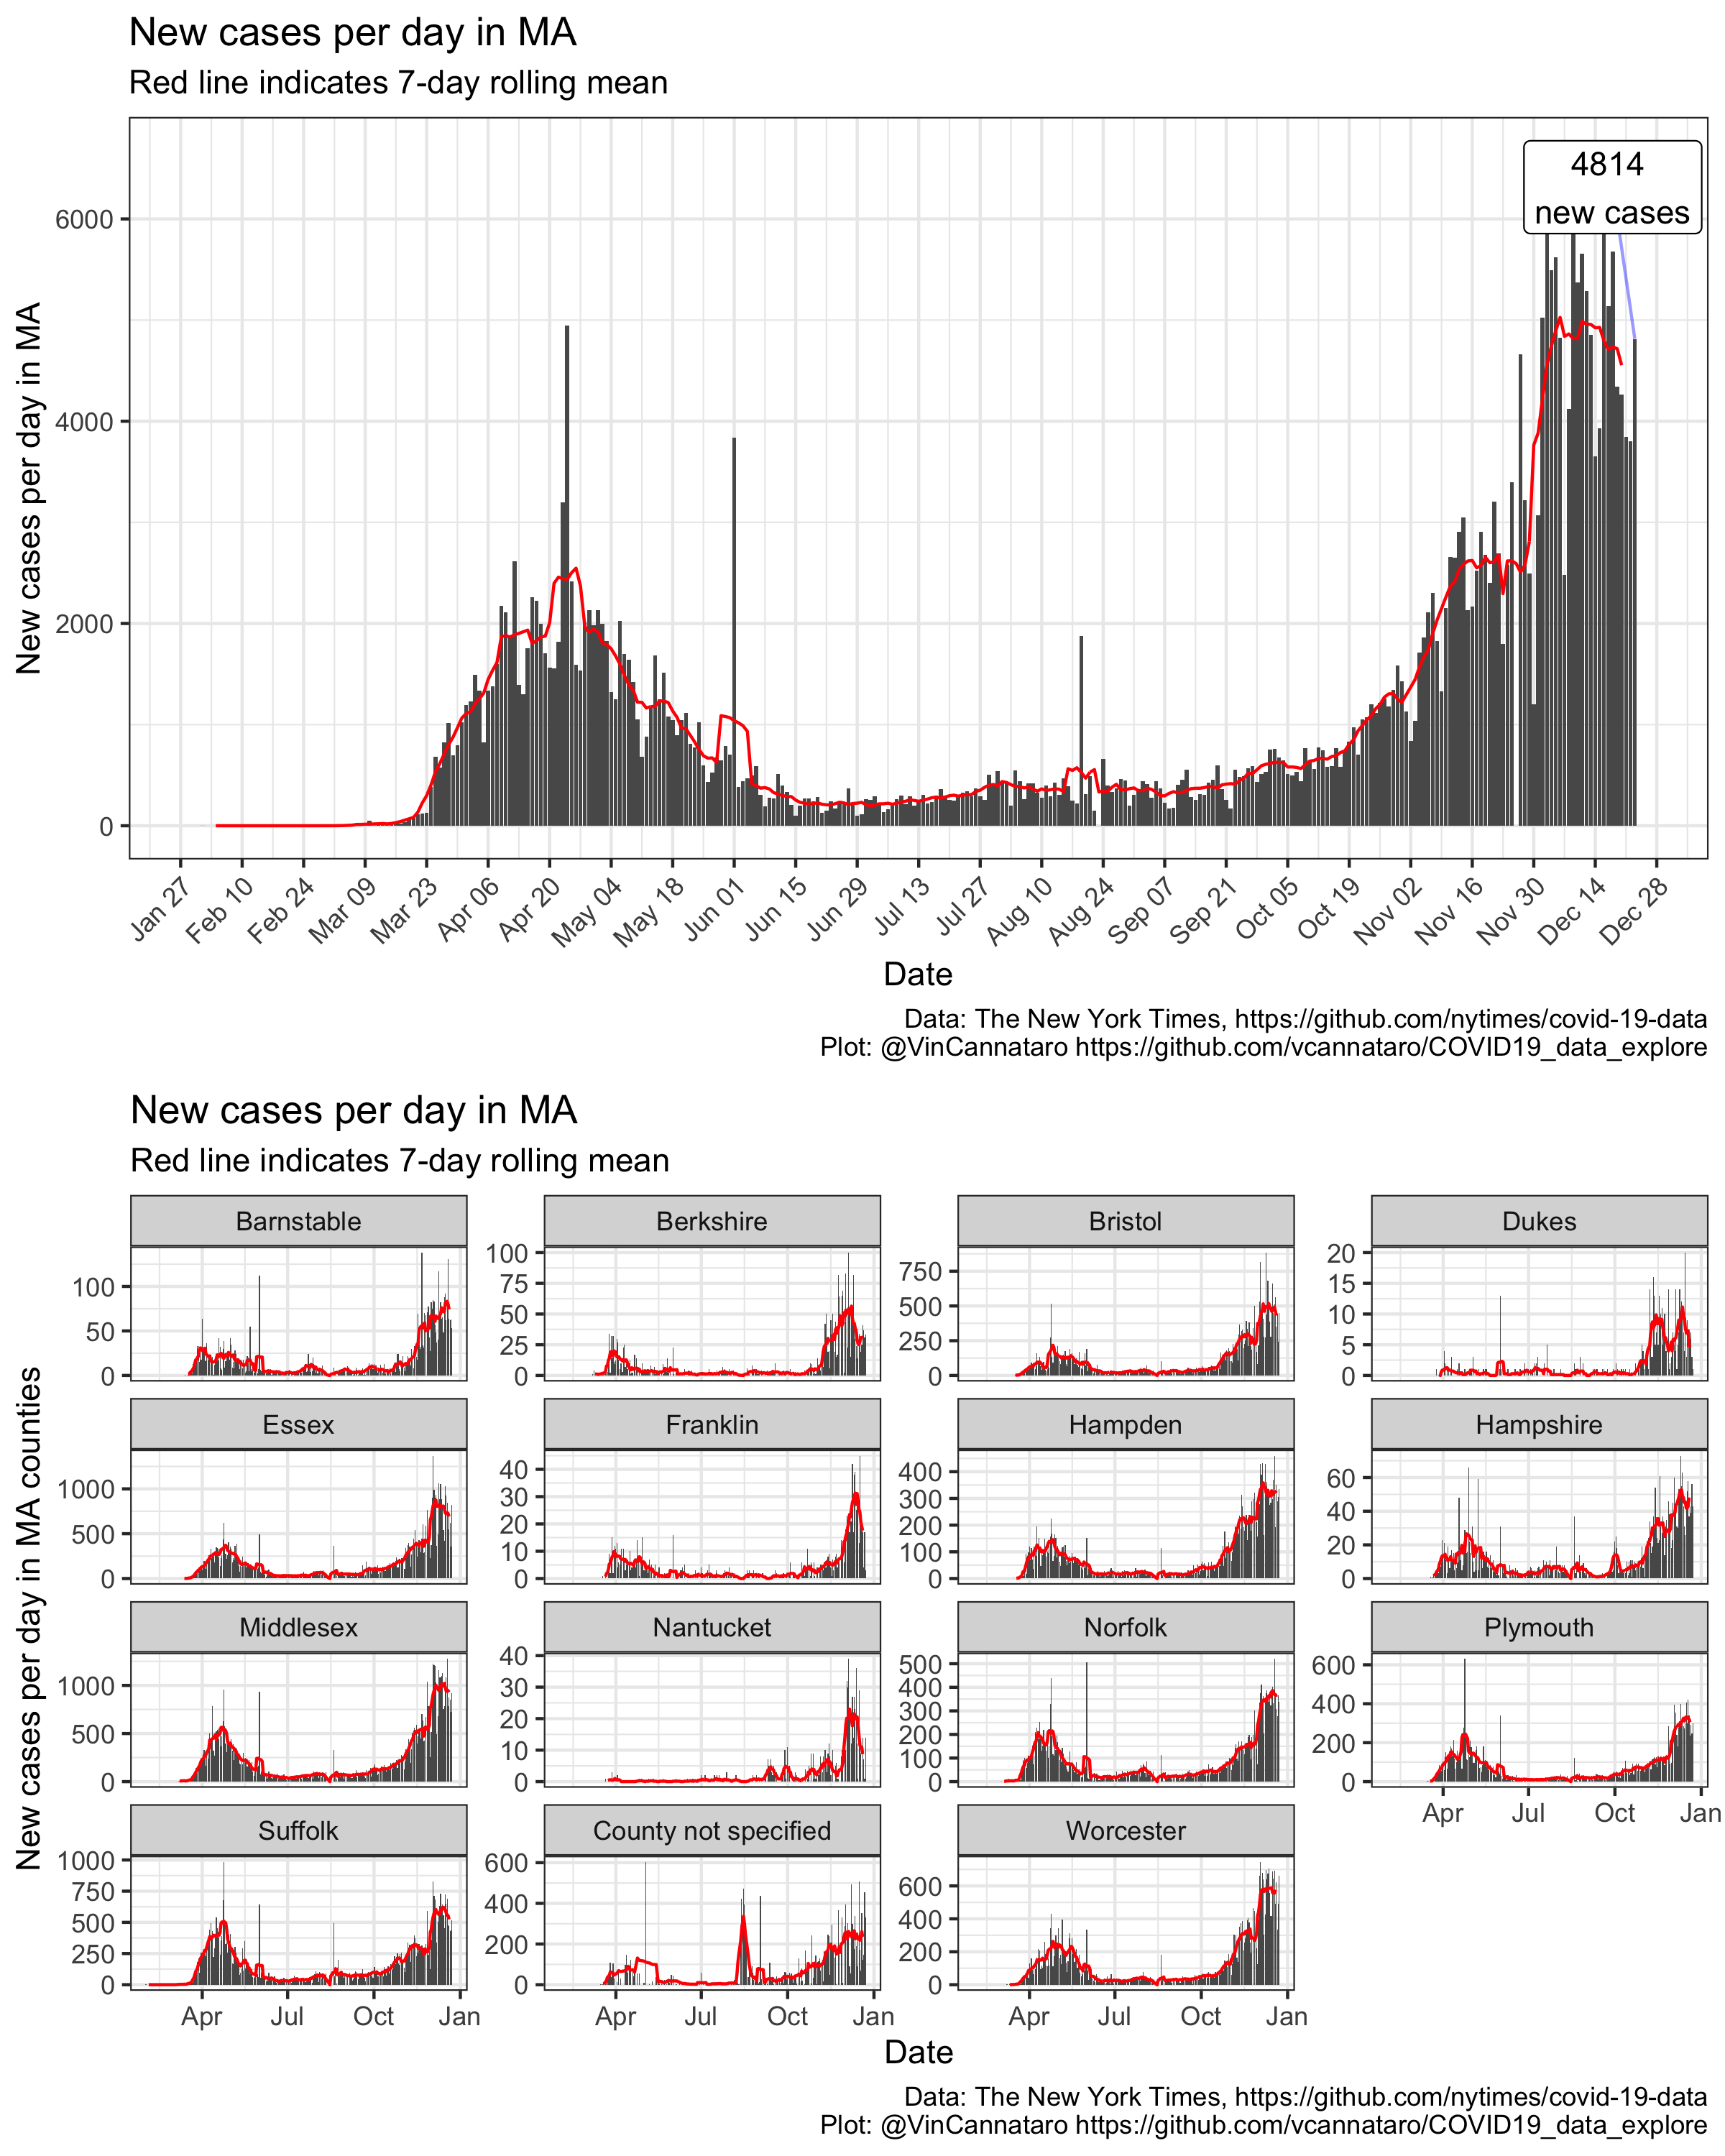 New cases per day in MA
Red line indicates 7-day rolling mean
4814
new cases
6000
4000
2000
0
New cases per day in MA
Jan 27
Feb 10
Feb 24
Mar 09
Mar 23
Apr 06
Apr 20
May 04
May 18
Jun 01
Jun 15
Jun 29
Jul 13
Jul 27
Aug 10
Aug 24
Sep 07
Sep 21
Oct 05
Oct 19
Nov 02
Nov 16
Nov 30
Dec 14
Dec 28
Date
Data: The New York Times, https://github.com/nytimes/covid-19-data
Plot: @VinCannataro https://github.com/vcannataro/COVID19_data_explore
New cases per day in MA
Red line indicates 7-day rolling mean
New cases per day in MA counties
Barnstable
100
50
0
Berkshire
100
75
50
25
0
Bristol
750
500
250
0
Dukes
20
15
10
5
0
Essex
1000
500
0
Franklin
40
30
20
10
0
Hampden
400
300
200
100
0
Hampshire
60
40
20
0
Middlesex
1000
500
0
Nantucket
40
30
20
10
0
Norfolk
500
400
300
200
100
0
Plymouth
600
400
200
0
Apr
Jul
Oct
Jan
Suffolk
1000
750
500
250
0
Apr
Jul
Oct
Jan
County not specified
600
400
200
0
Apr
Jul
Oct
Jan
Worcester
600
400
200
0
Apr
Jul
Oct
Jan
Date
Data: The New York Times, https://github.com/nytimes/covid-19-data
Plot: @VinCannataro https://github.com/vcannataro/COVID19_data_explore